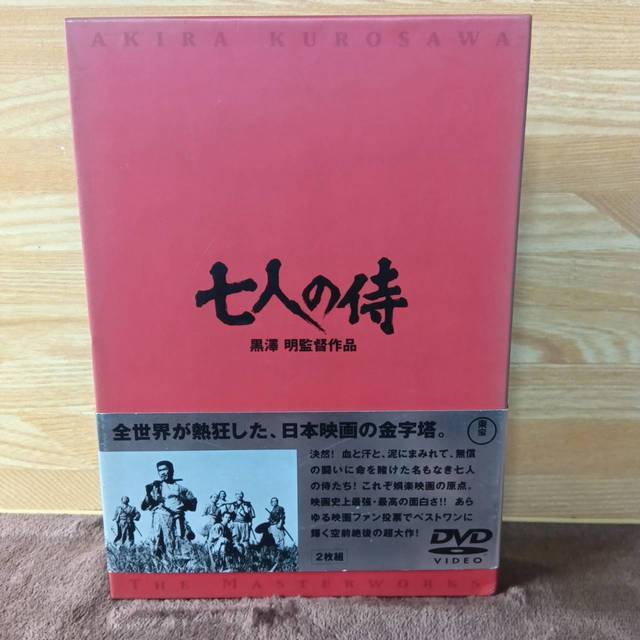 AKIRA KUROSAWA
七人の侍
黒澤 明監督作品
全世界が熱狂した、日本映画の金字塔。
東宝
決然! 血と汗と、泥にまみれて、無償
の闘いに命を賭けた名もなき七人
の侍たち! これぞ娯楽映画の原点。
映画史上最強・最高の面白さ!! あら
ゆる映画ファン投票でベストワンに
輝く空前絶後の超大作!
2枚組
DVD
VIDEO
THE MASTERWORKS